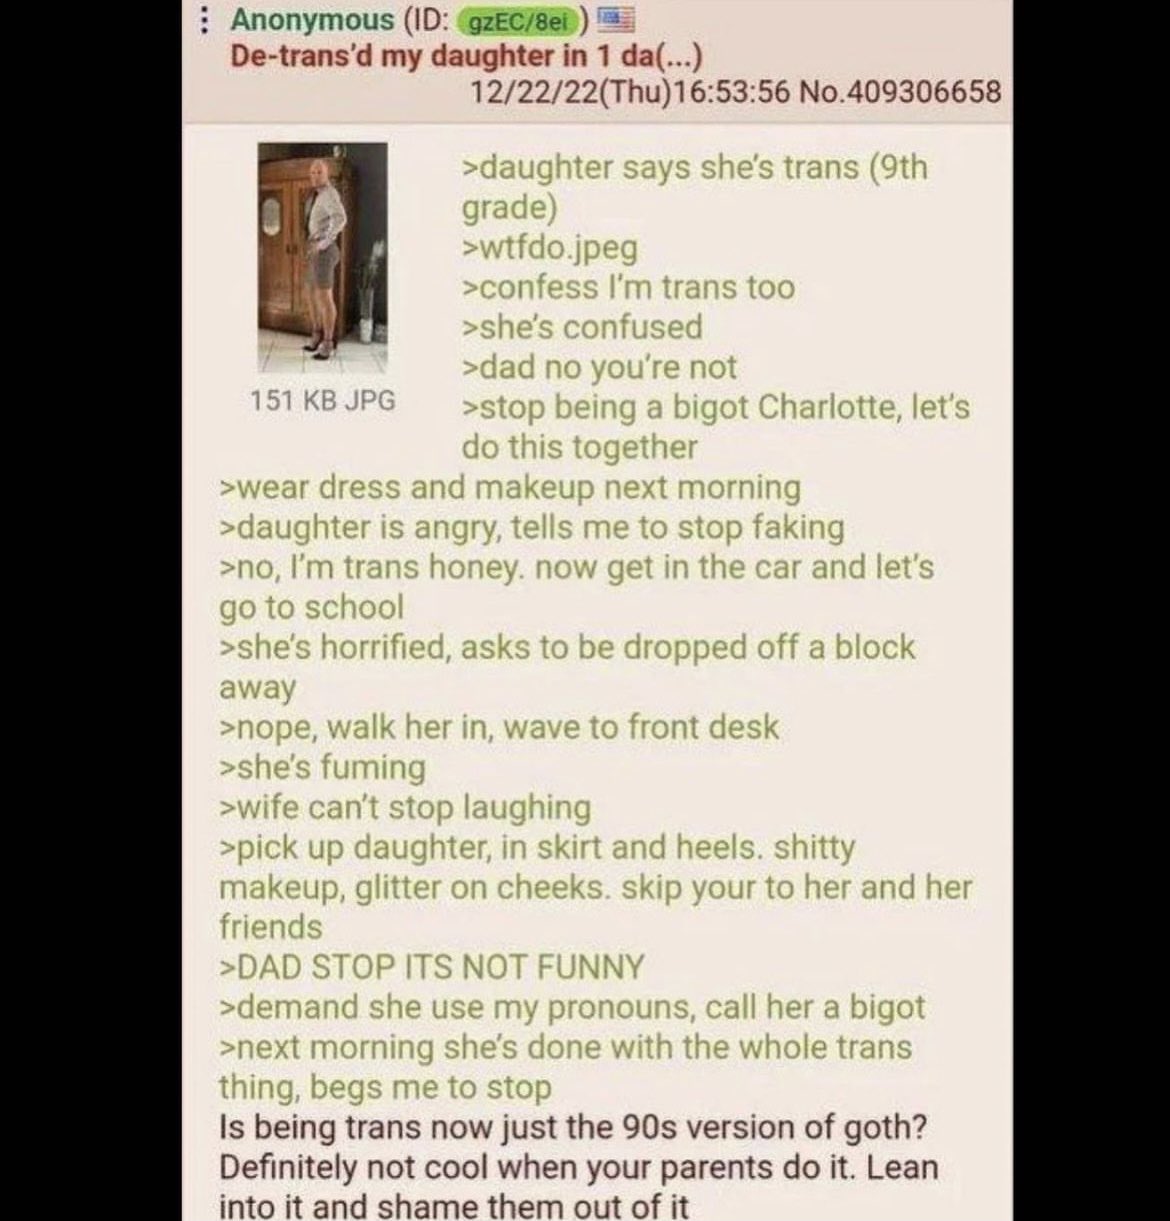 Anonymous (ID: gzEC/8ei)
De-trans'd my daughter in 1 da(...)
12/22/22(Thu)16:53:56 No.409306658
>daughter says she's trans (9th
grade)
>wtfdo.jpeg
>confess I'm trans too
>she's confused
>dad no you're not
151 KB JPG
>stop being a bigot Charlotte, let's
do this together
>wear dress and makeup next morning
>daughter is angry, tells me to stop faking
>no, I'm trans honey. now get in the car and let's
go to school
>she's horrified, asks to be dropped off a block
away
>nope, walk her in, wave to front desk
>she's fuming
>wife can't stop laughing
>pick up daughter, in skirt and heels. shitty
makeup, glitter on cheeks. skip your to her and her
friends
>DAD STOP ITS NOT FUNNY
>demand she use my pronouns, call her a bigot
>next morning she's done with the whole trans
thing, begs me to stop
Is being trans now just the 90s version of goth?
Definitely not cool when your parents do it. Lean
into it and shame them out of it